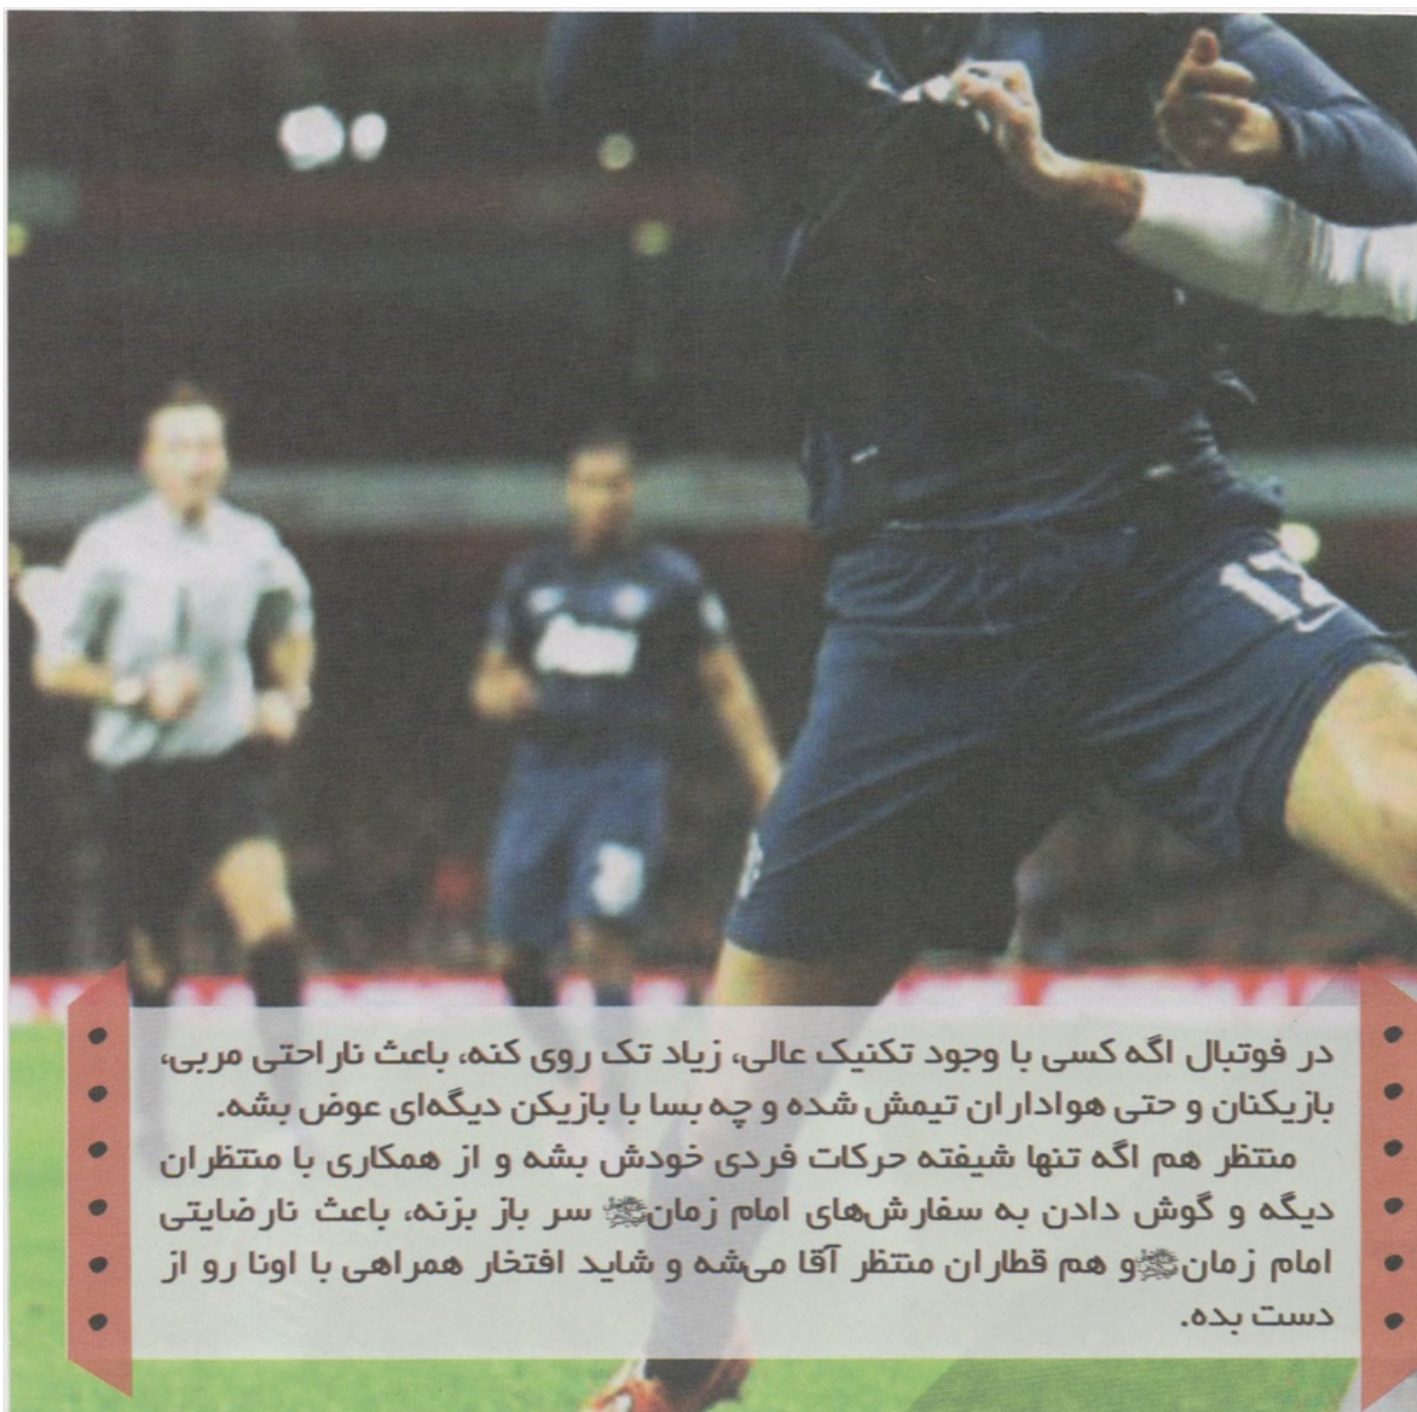 17
در فوتبال اگه کسی با وجود تکنیک عالی، زیاد تک روی کنه، باعث ناراحتی مربی،
بازیکنان و حتی هواداران تیمش شده و چه بسا با بازیکن دیگه‌ای عوض بشه.
منتظر هم اگه تنها شیفته حرکات فردی خودش بشه و از همکاری با منتظران
دیگه و گوش دادن به سفارش‌های امام زمان سر باز بزنه، باعث نارضایتی
امام زمان و هم قطاران منتظر آقا می‌شه و شاید افتخار همراهی با اونا رو از
دست بده.